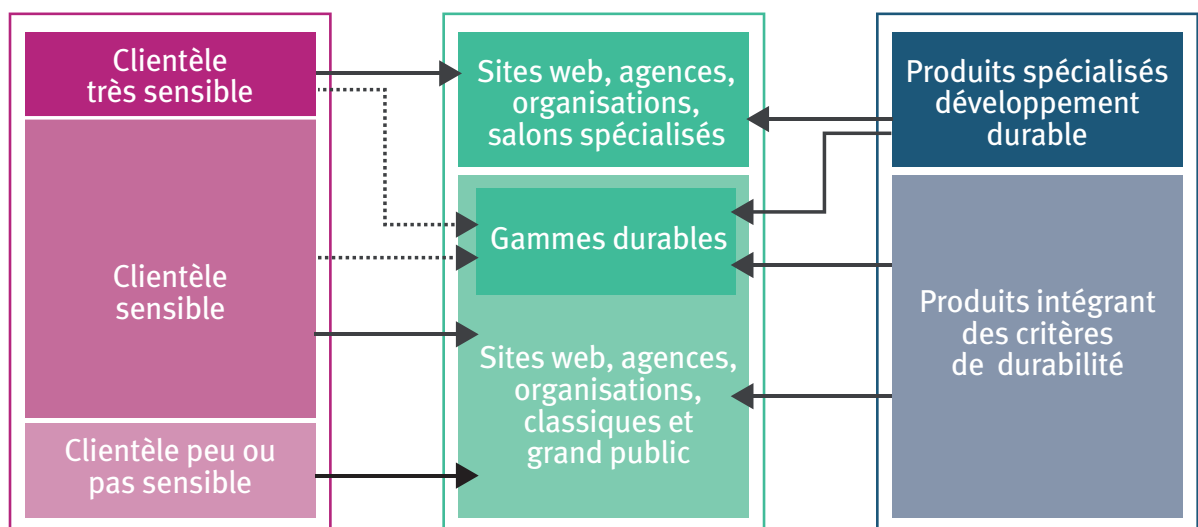 Clientèle
très sensible
Clientèle
sensible
Clientèle peu ou
pas sensible
Sites web, agences,
organisations,
salons spécialisés
Gammes durables
Sites web, agences,
organisations,
classiques et
grand public
Produits spécialisés
développement
durable
Produits intégrant
des critères
de durabilité